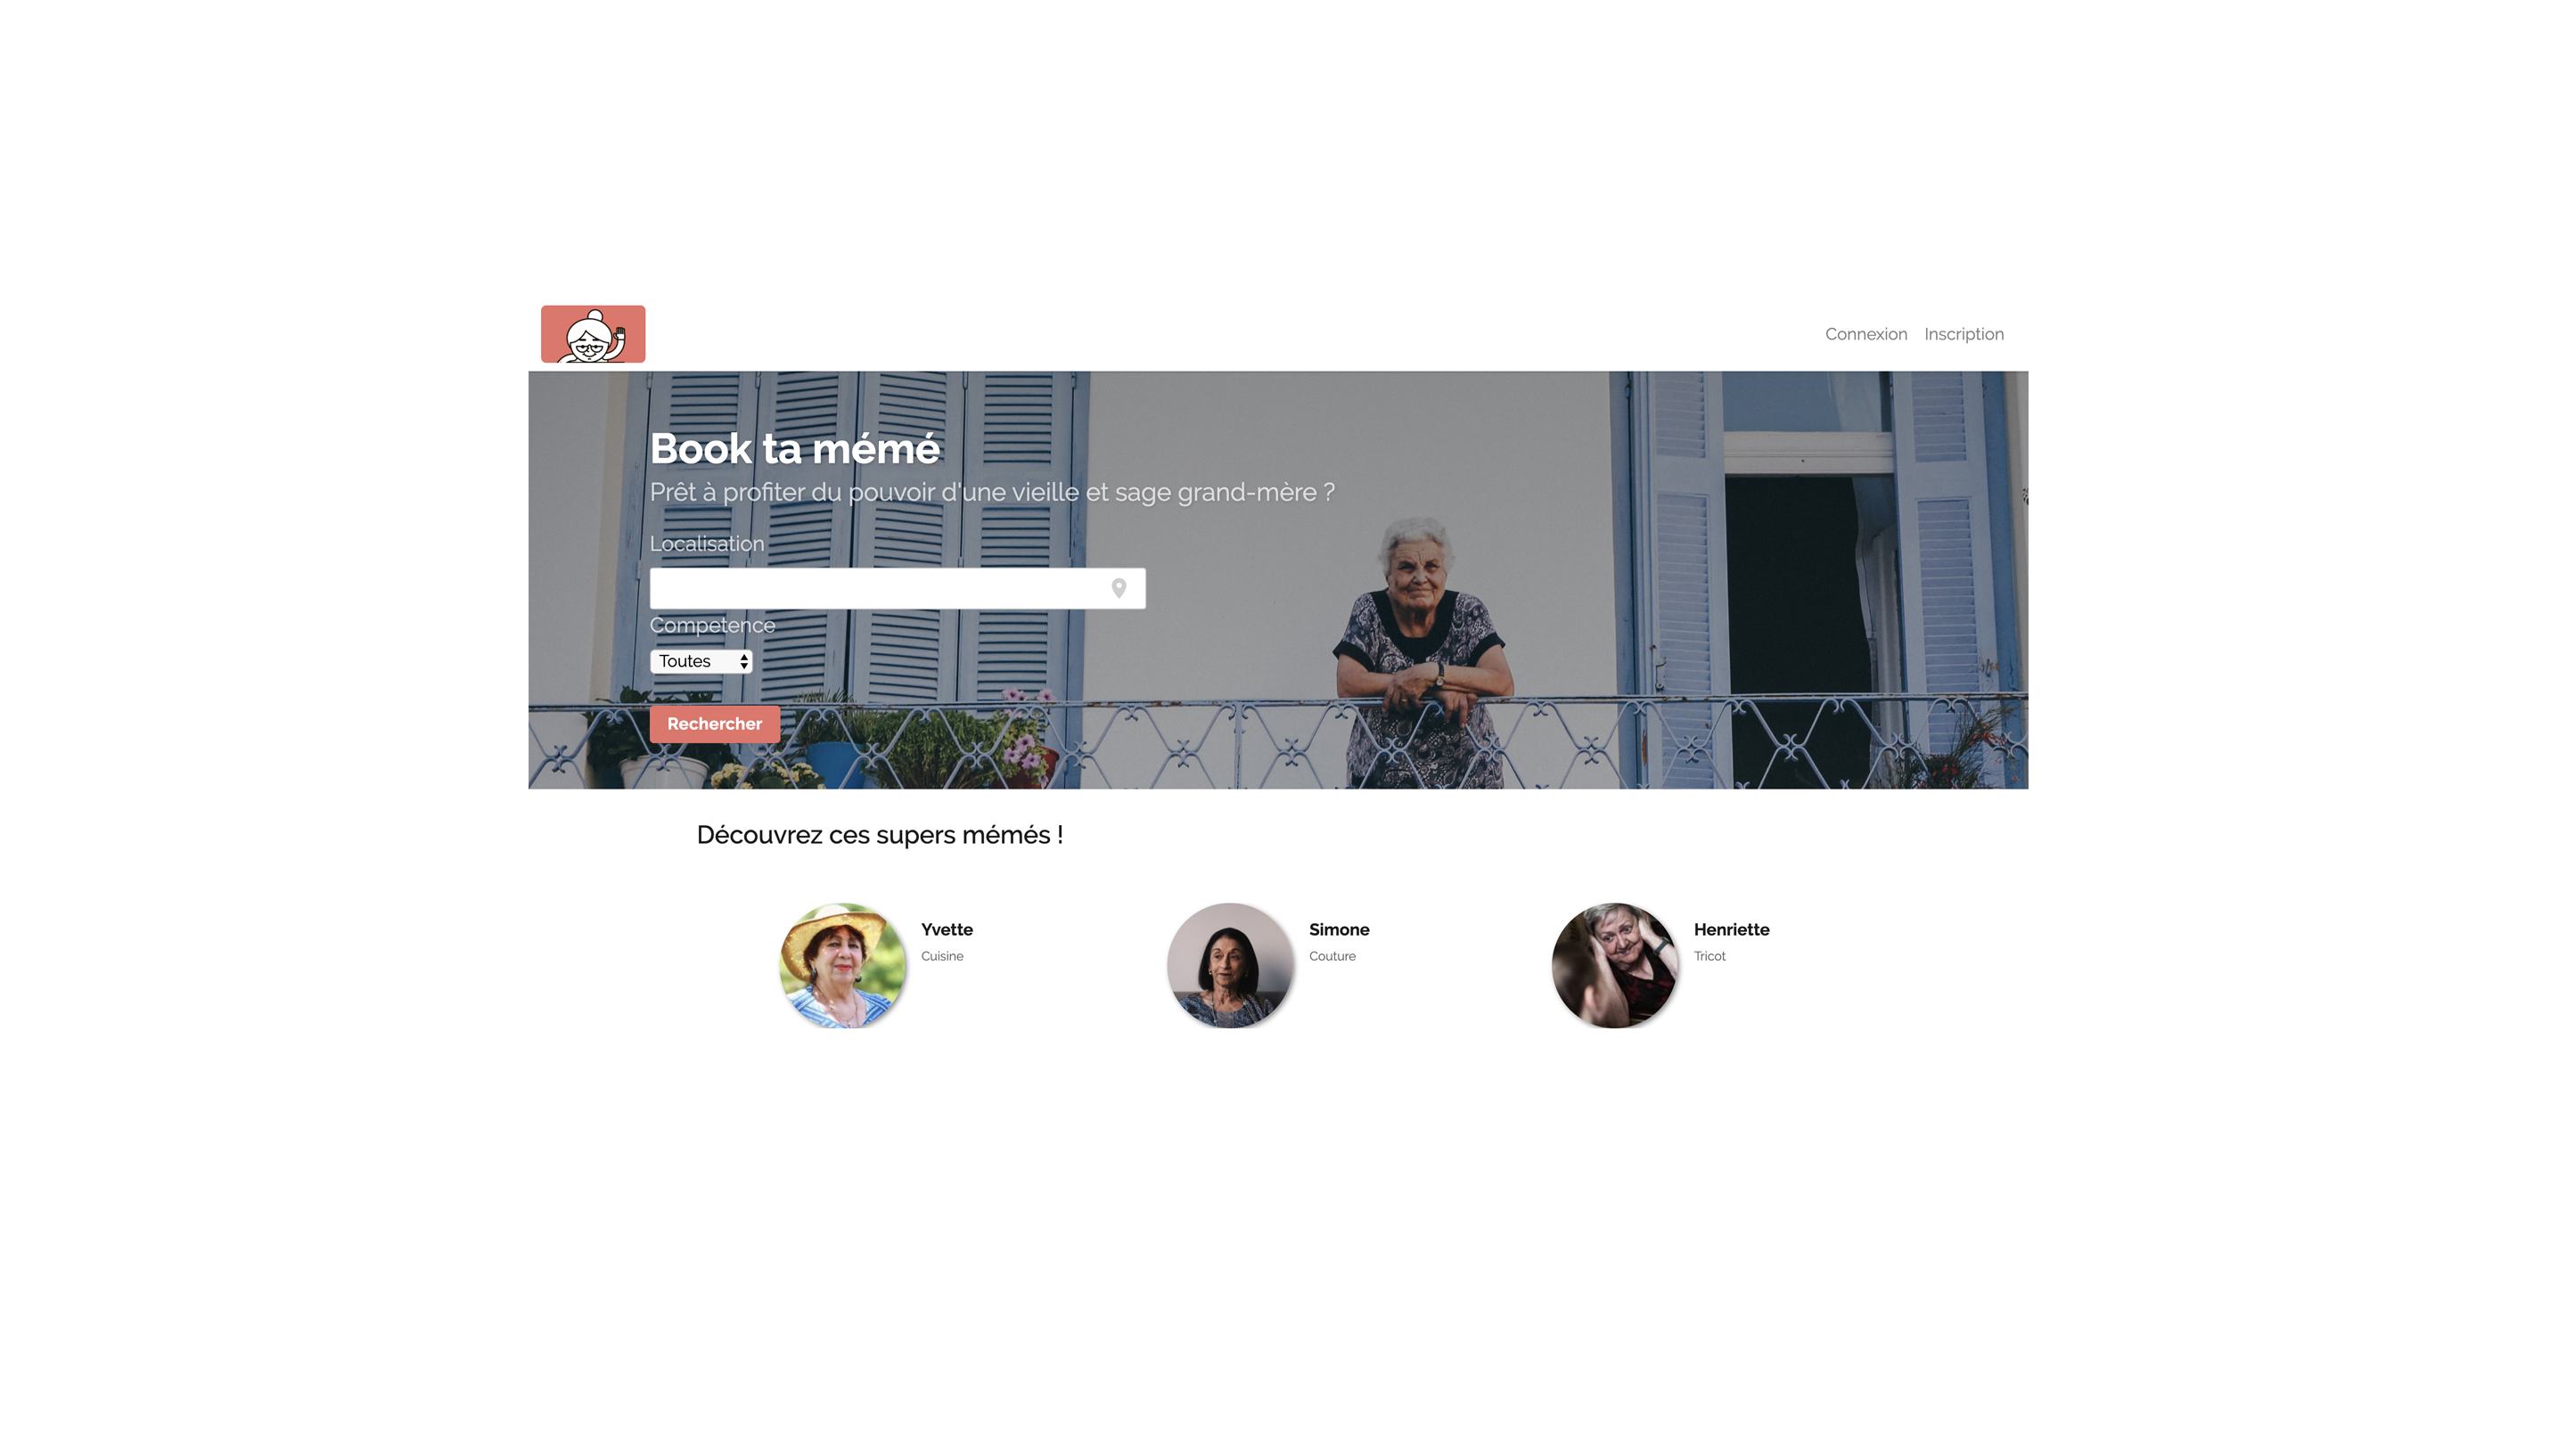 Connexion Inscription
Book ta mémé
Prêt à profiter du pouvoir d'une vieille et sage grand-mère ?
Localisation
Competence
Toutes
Rechercher
Découvrez ces supers mémés !
Yvette
Cuisine
Simone
Couture
Henriette
Tricot